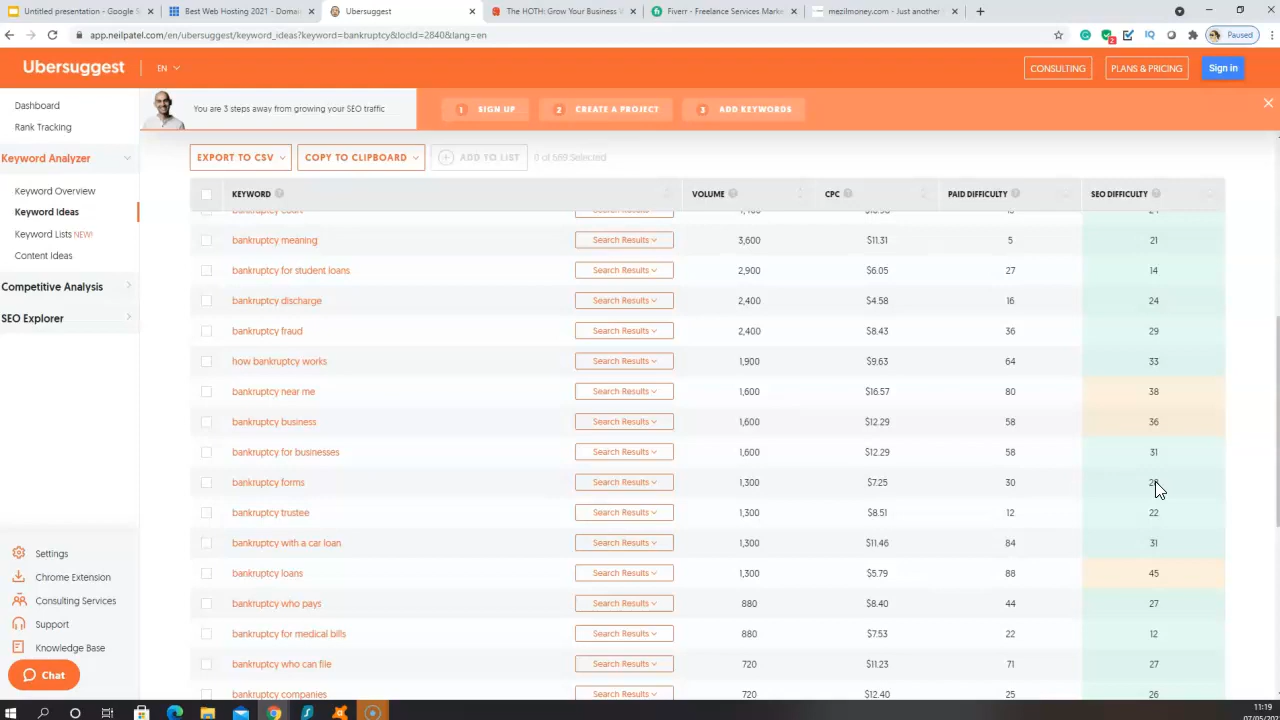 Untitled presentation - Google S
Best Web Hosting 2021 - Domai
Ubersuggest
The HOTH: Grow Your Business
Fiverr - Freelance Services Mark
mezilmoney.com - Just another
app.neilpatel.com/en/ubersuggest/keyword_ideas?keyword=bankruptcy&locId=2840&lang=en
2
IQ
Paused
Ubersuggest
EN
CONSULTING
PLANS & PRICING
Sign in
You are 3 steps away from growing your SEO traffic
1 SIGN UP
2 CREATE A PROJECT
3 ADD KEYWORDS
Dashboard
Rank Tracking
Keyword Analyzer
Keyword Overview
Keyword Ideas
Keyword Lists NEW!
Content Ideas
Competitive Analysis
SEO Explorer
Settings
Chrome Extension
Consulting Services
Support
Knowledge Base
Chat
EXPORT TO CSV
COPY TO CLIPBOARD
ADD TO LIST
0 of 589 Selected
KEYWORD VOLUME CPC PAID DIFFICULTY SEO DIFFICULTY
bankruptcy meaning Search Results 3,600 $11.31 5 21
bankruptcy for student loans Search Results 2,900 $6.05 27 14
bankruptcy discharge Search Results 2,400 $4.58 16 24
bankruptcy fraud Search Results 2,400 $8.43 36 29
how bankruptcy works Search Results 1,900 $9.63 64 33
bankruptcy near me Search Results 1,600 $16.57 80 38
bankruptcy business Search Results 1,600 $12.29 58 36
bankruptcy for businesses Search Results 1,600 $12.29 58 31
bankruptcy forms Search Results 1,300 $7.25 30
bankruptcy trustee Search Results 1,300 $8.51 12 22
bankruptcy with a car loan Search Results 1,300 $11.46 84 31
bankruptcy loans Search Results 1,300 $5.79 88 45
bankruptcy who pays Search Results 880 $8.40 44 27
bankruptcy for medical bills Search Results 880 $7.53 22 12
bankruptcy who can file Search Results 720 $11.23 71 27
bankruptcy companies Search Results 720 $12.40 25 26
11:19